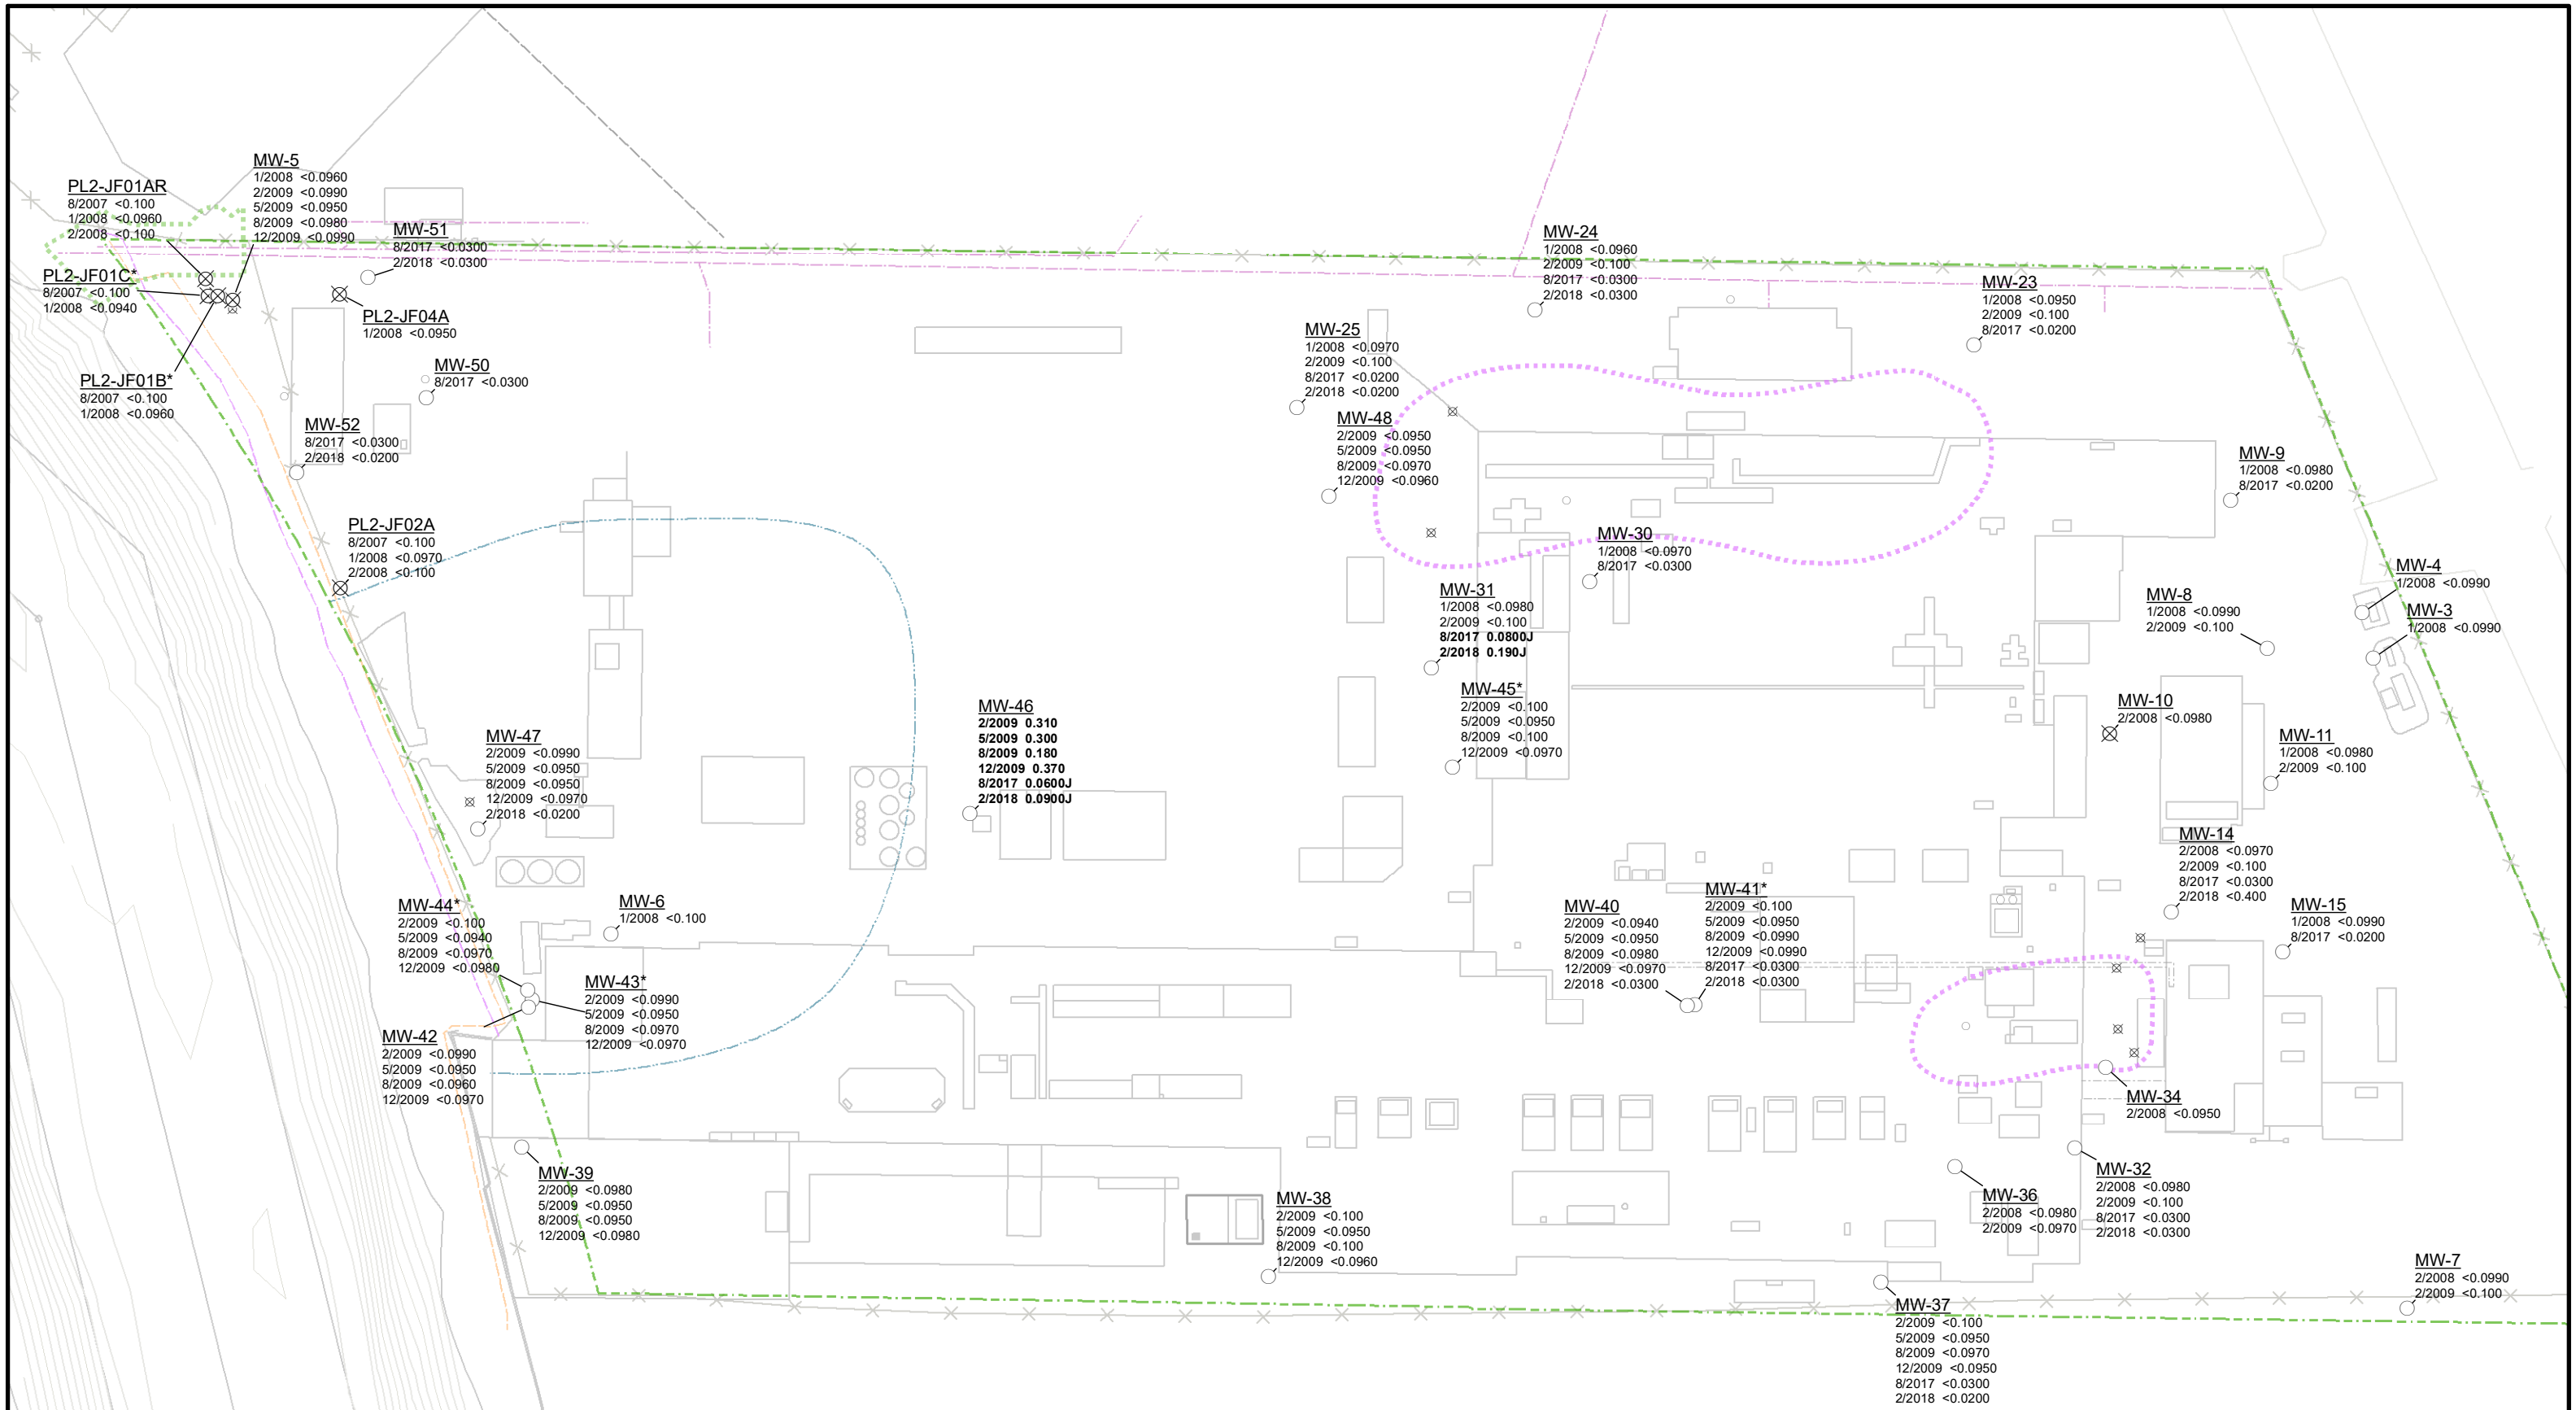 MW-5
1/2008 <0.0960
2/2009 <0.0990
5/2009 <0.0950
8/2009 <0.0980
12/2009 <0.0990
PL2-JF01AR
8/2007 <0.100
1/2008 <0.0960
2/2008 <0.100
MW-51
8/2017 <0.0300
2/2018 <0.0300
PL2-JF01C*
8/2007 <0.100
1/2008 <0.0940
PL2-JF04A
1/2008 <0.0950
PL2-JF01B*
8/2007 <0.100
1/2008 <0.0960
MW-50
8/2017 <0.0300
MW-52
8/2017 <0.0300
2/2018 <0.0200
PL2-JF02A
8/2007 <0.100
1/2008 <0.0970
2/2008 <0.100
MW-24
1/2008 <0.0960
2/2009 <0.100
8/2017 <0.0300
2/2018 <0.0300
MW-23
1/2008 <0.0950
2/2009 <0.100
8/2017 <0.0200
MW-25
1/2008 <0.0970
2/2009 <0.100
8/2017 <0.0200
2/2018 <0.0200
MW-48
2/2009 <0.0950
5/2009 <0.0950
8/2009 <0.0970
12/2009 <0.0960
MW-9
1/2008 <0.0980
8/2017 <0.0200
MW-30
1/2008 <0.0970
8/2017 <0.0300
MW-31
1/2008 <0.0980
2/2009 <0.100
8/2017 0.0800J
2/2018 0.190J
MW-4
1/2008 <0.0990
MW-8
1/2008 <0.0990
2/2009 <0.100
MW-3
1/2008 <0.0990
MW-45*
2/2009 <0.100
5/2009 <0.0950
8/2009 <0.100
12/2009 <0.0970
MW-46
2/2009 0.310
5/2009 0.300
8/2009 0.180
12/2009 0.370
8/2017 0.0600J
2/2018 0.0900J
MW-10
2/2008 <0.0980
MW-47
2/2009 <0.0990
5/2009 <0.0950
8/2009 <0.0950
12/2009 <0.0970
2/2018 <0.0200
MW-11
1/2008 <0.0980
2/2009 <0.100
MW-14
2/2008 <0.0970
2/2009 <0.100
8/2017 <0.0300
2/2018 <0.400
MW-6
1/2008 <0.100
MW-44*
2/2009 <0.100
5/2009 <0.0940
8/2009 <0.0970
12/2009 <0.0980
MW-40
2/2009 <0.0940
5/2009 <0.0950
8/2009 <0.0980
12/2009 <0.0970
2/2018 <0.0300
MW-41*
2/2009 <0.100
5/2009 <0.0950
8/2009 <0.0990
12/2009 <0.0990
8/2017 <0.0300
2/2018 <0.0300
MW-15
1/2008 <0.0990
8/2017 <0.0200
MW-43*
2/2009 <0.0990
5/2009 <0.0950
8/2009 <0.0970
12/2009 <0.0970
MW-42
2/2009 <0.0990
5/2009 <0.0950
8/2009 <0.0960
12/2009 <0.0970
MW-34
2/2008 <0.0950
MW-39
2/2009 <0.0980
5/2009 <0.0950
8/2009 <0.0950
12/2009 <0.0980
MW-38
2/2009 <0.100
5/2009 <0.0950
8/2009 <0.100
12/2009 <0.0960
MW-36
2/2008 <0.0980
2/2009 <0.0970
MW-32
2/2008 <0.0980
2/2009 <0.100
8/2017 <0.0300
2/2018 <0.0300
MW-7
2/2008 <0.0990
2/2009 <0.100
MW-37
2/2009 <0.100
5/2009 <0.0950
8/2009 <0.0970
12/2009 <0.0950
8/2017 <0.0300
2/2018 <0.0200